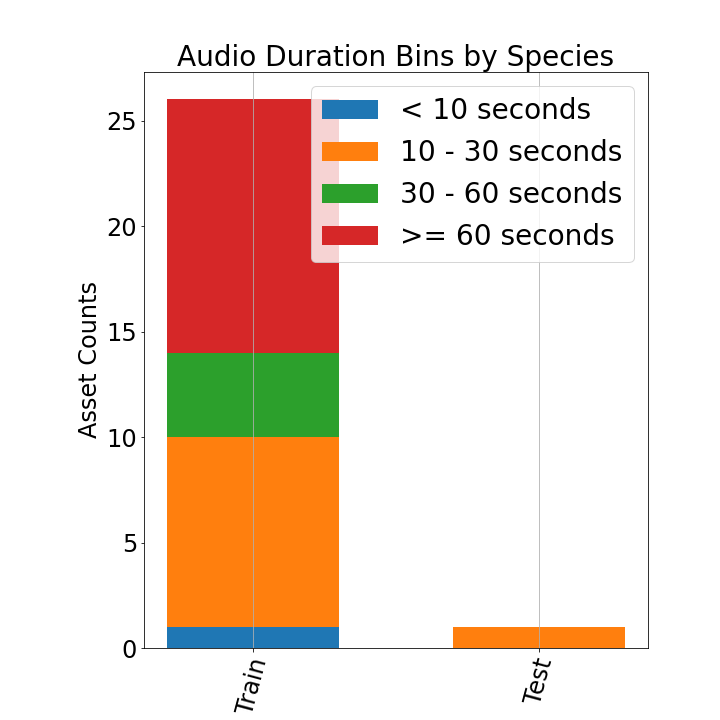 Audio Duration Bins by Species
< 10 seconds
10 - 30 seconds
30 - 60 seconds
>= 60 seconds
Asset Counts
25
20
15
10
5
0
Train
Test